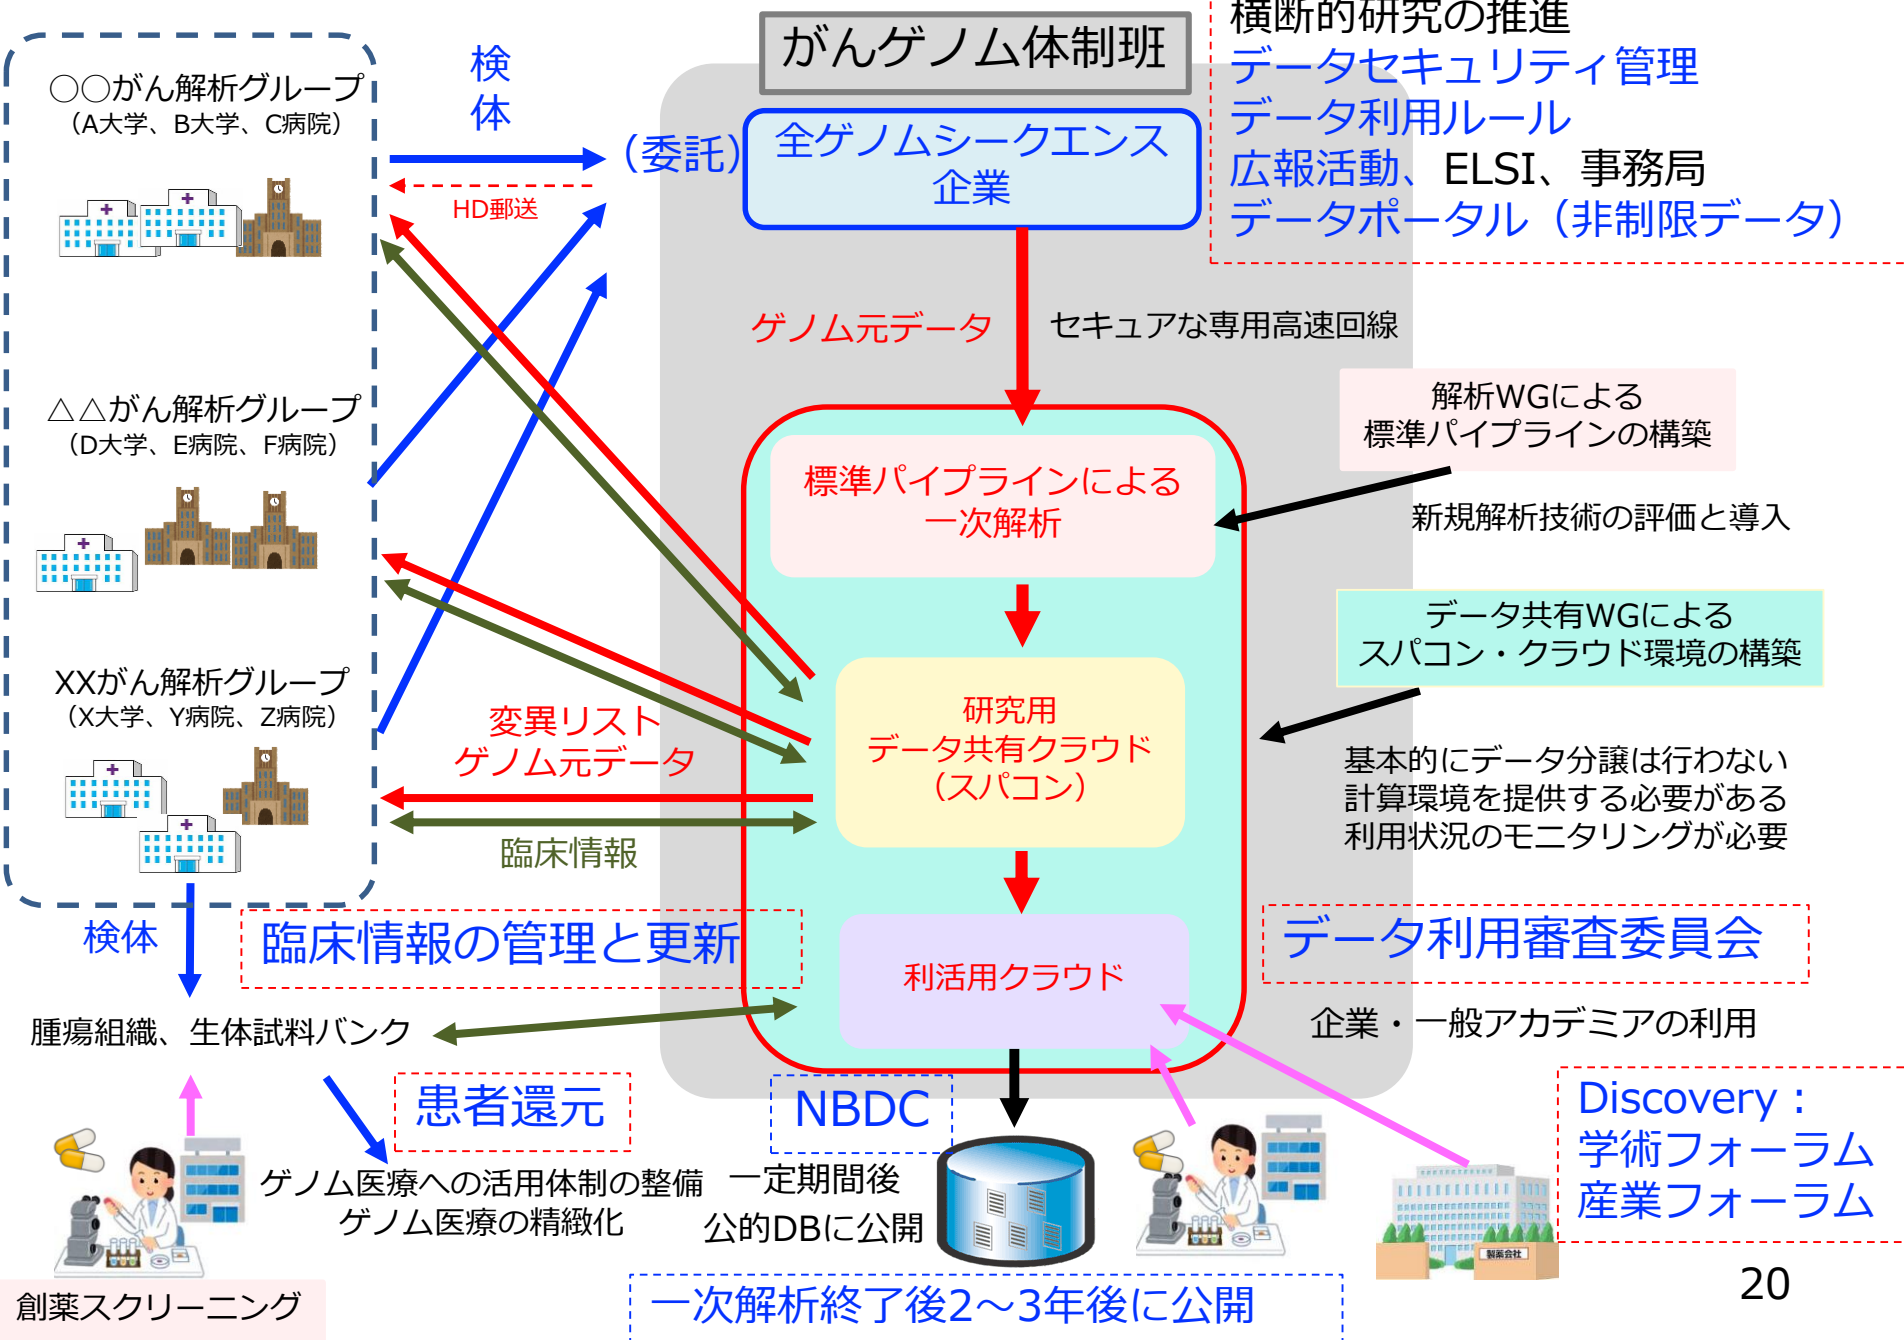 横断的研究の推進
データセキュリティ管理
データ利用ルール
広報活動、ELSI、事務局
データポータル（非制限データ）
がんゲノム体制班
全ゲノムシークエンス
企業
（委託）
検
体
HD郵送
○○がん解析グループ
（A大学、B大学、C病院）
△△がん解析グループ
（D大学、E病院、F病院）
XXがん解析グループ
（X大学、Y病院、Z病院）
ゲノム元データ
セキュアな専用高速回線
標準パイプラインによる
一次解析
解析WGによる
標準パイプラインの構築
新規解析技術の評価と導入
データ共有WGによる
スパコン・クラウド環境の構築
研究用
データ共有クラウド
（スパコン）
変異リスト
ゲノム元データ
臨床情報
基本的にデータ分譲は行わない
計算環境を提供する必要がある
利用状況のモニタリングが必要
検体
臨床情報の管理と更新
利活用クラウド
データ利用審査委員会
企業・一般アカデミアの利用
腫瘍組織、生体試料バンク
患者還元
NBDC
Discovery：
学術フォーラム
産業フォーラム
ゲノム医療への活用体制の整備
ゲノム医療の精緻化
一定期間後
公的DBに公開
製薬会社
創薬スクリーニング
一次解析終了後2～3年後に公開
20